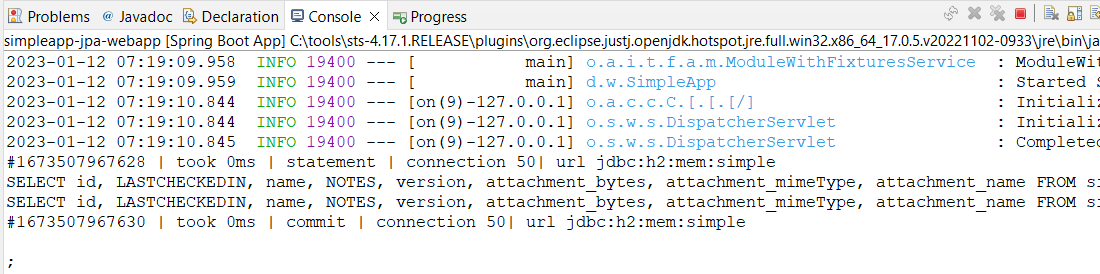 Problems @ Javadoc Declaration Console Progress
simpleapp-jpa-webapp [Spring Boot App] C:\tools\sts-4.17.1.RELEASE\plugins\org.eclipse.justj.openjdk.hotspot.jre.full.win32.x86_64_17.0.5.v20221102-0933\jre\bin\ja
2023-01-12 07:19:09.958  INFO 19400 --- [           main] o.a.i.t.f.a.m.ModuleWithFixturesService  : ModuleWit
2023-01-12 07:19:09.959  INFO 19400 --- [           main] d.w.SimpleApp                            : Started S
2023-01-12 07:19:10.844  INFO 19400 --- [on(9)-127.0.0.1] o.a.c.c.C.[.[.[/]                        : Initializ
2023-01-12 07:19:10.844  INFO 19400 --- [on(9)-127.0.0.1] o.s.w.s.DispatcherServlet                : Initializ
2023-01-12 07:19:10.845  INFO 19400 --- [on(9)-127.0.0.1] o.s.w.s.DispatcherServlet                : Completed
#1673507967628 | took 0ms | statement | connection 50| url jdbc:h2:mem:simple
SELECT id, LASTCHECKEDIN, name, NOTES, version, attachment_bytes, attachment_mimeType, attachment_name FROM si
SELECT id, LASTCHECKEDIN, name, NOTES, version, attachment_bytes, attachment_mimeType, attachment_name FROM si
#1673507967630 | took 0ms | commit | connection 50| url jdbc:h2:mem:simple
;